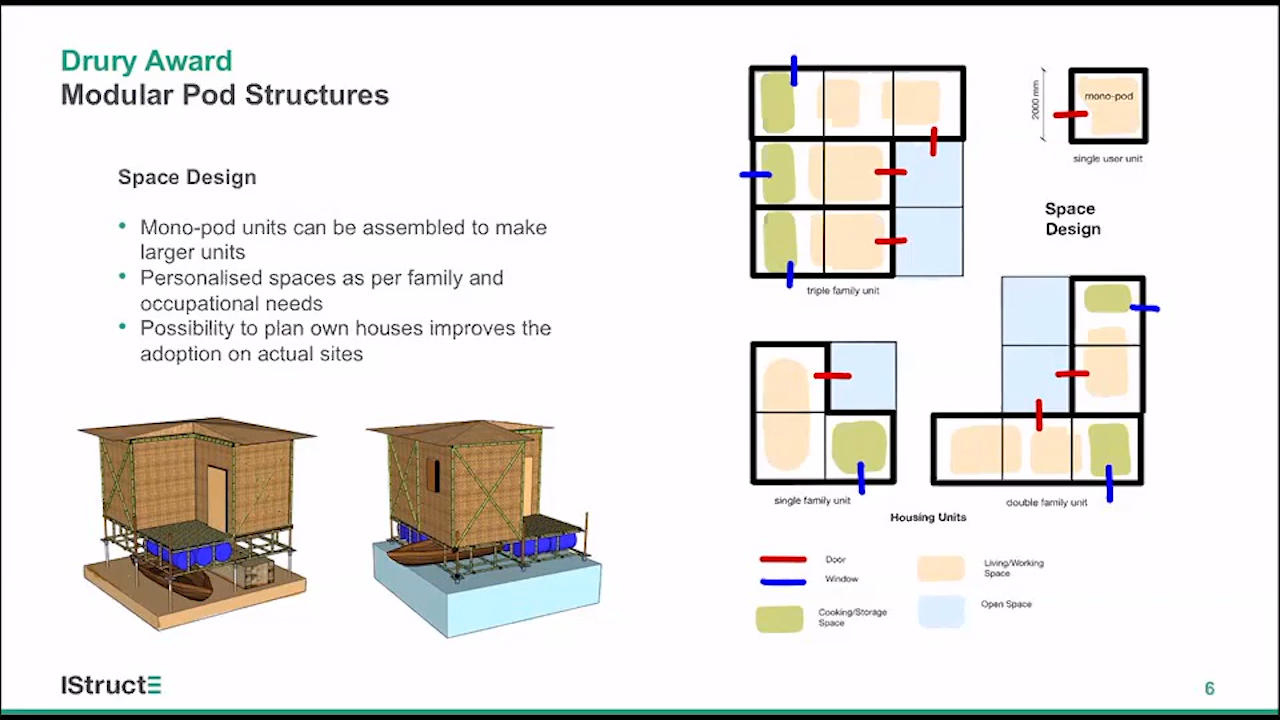 Drury Award
Modular Pod Structures
Space Design
• Mono-pod units can be assembled to make
larger units
• Personalised spaces as per family and
occupational needs
• Possibility to plan own houses improves the
adoption on actual sites
2000 mm
mono-pod
single user unit
Space
Design
triple family unit
single family unit
double family unit
Housing Units
Door
Window
Cooking/Storage
Space
Living/Working
Space
Open Space
IStructE
6